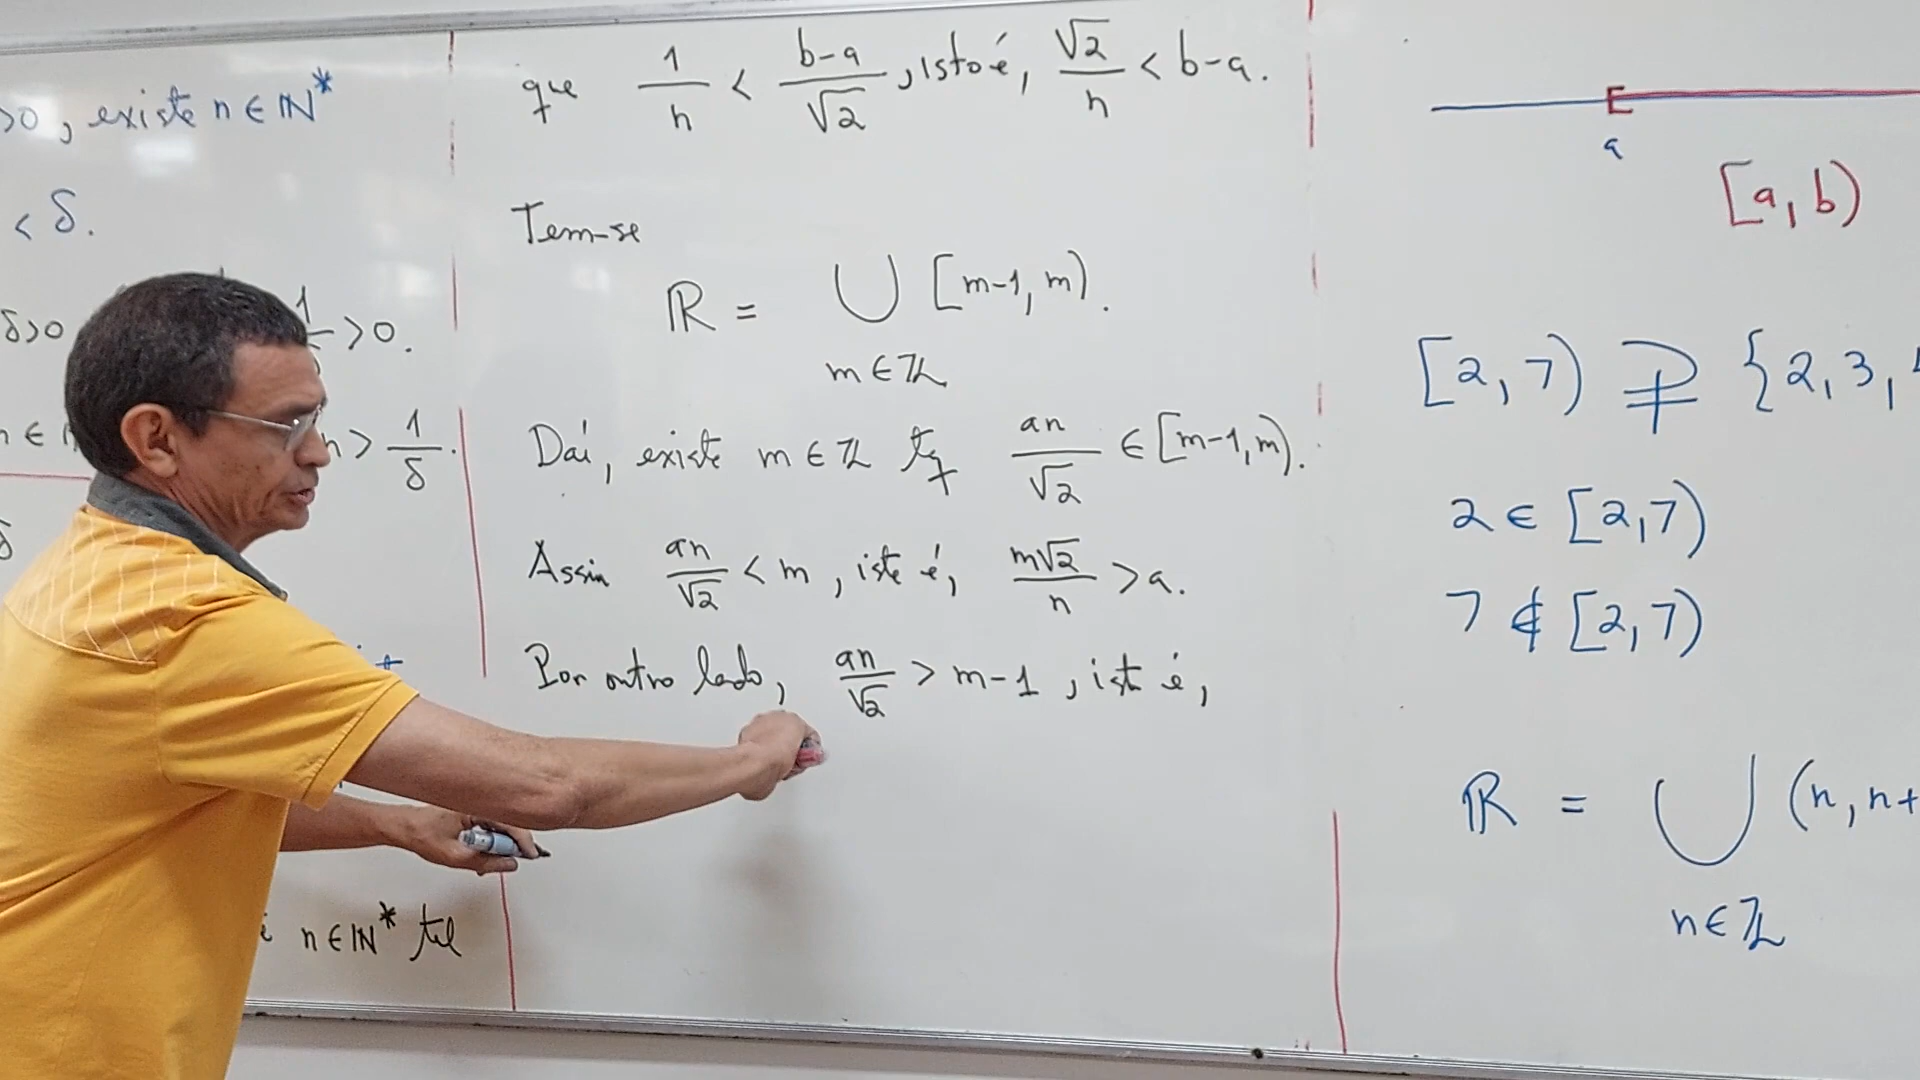 >0, existe n ∈ ℕ*
< δ.
δ>0
1
>0.
n ∈
n > 1/δ.
δ
n ∈ ℕ* tal
que 1/n < (b-a)/√2, isto é, √2/n < b-a.
Tem-se
ℝ = ⋃ [m-1, m).
m ∈ ℤ
Daí, existe m ∈ ℤ tq an/√2 ∈ [m-1, m).
Assim an/√2 < m, isto é, m√2/n > a.
Por outro lado, an/√2 > m-1, isto é,
a
[a, b)
[2, 7) ⊋ {2, 3,
2 ∈ [2, 7)
7 ∉ [2, 7)
ℝ = ⋃ (n, n+
n ∈ ℤ